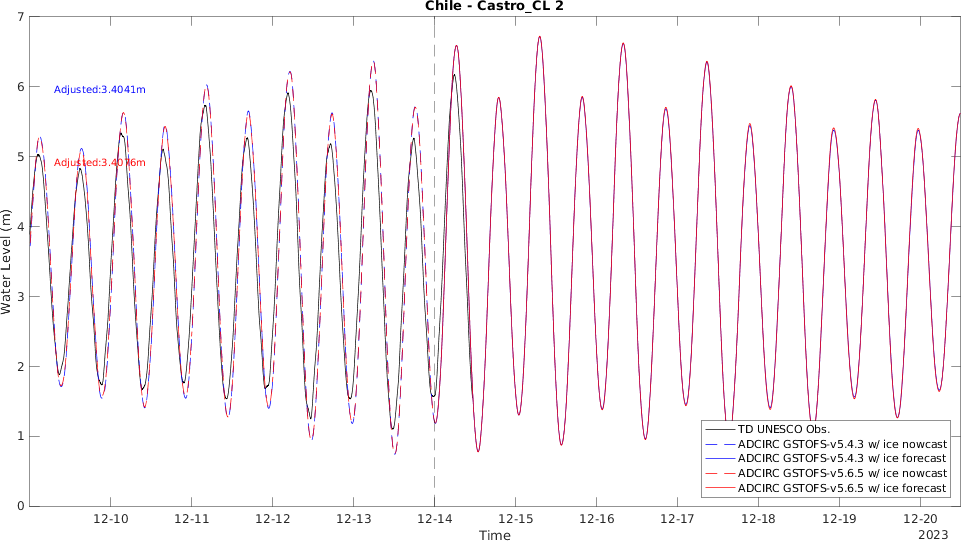 Chile - Castro_CL 2
7
6
5
4
3
2
1
0
Water Level (m)
Adjusted:3.4041m
Adjusted:3.4076m
TD UNESCO Obs.
ADCIRC GSTOFS-v5.4.3 w/ ice nowcast
ADCIRC GSTOFS-v5.4.3 w/ ice forecast
ADCIRC GSTOFS-v5.6.5 w/ ice nowcast
ADCIRC GSTOFS-v5.6.5 w/ ice forecast
12-10 12-11 12-12 12-13 12-14 12-15 12-16 12-17 12-18 12-19 12-20
2023
Time